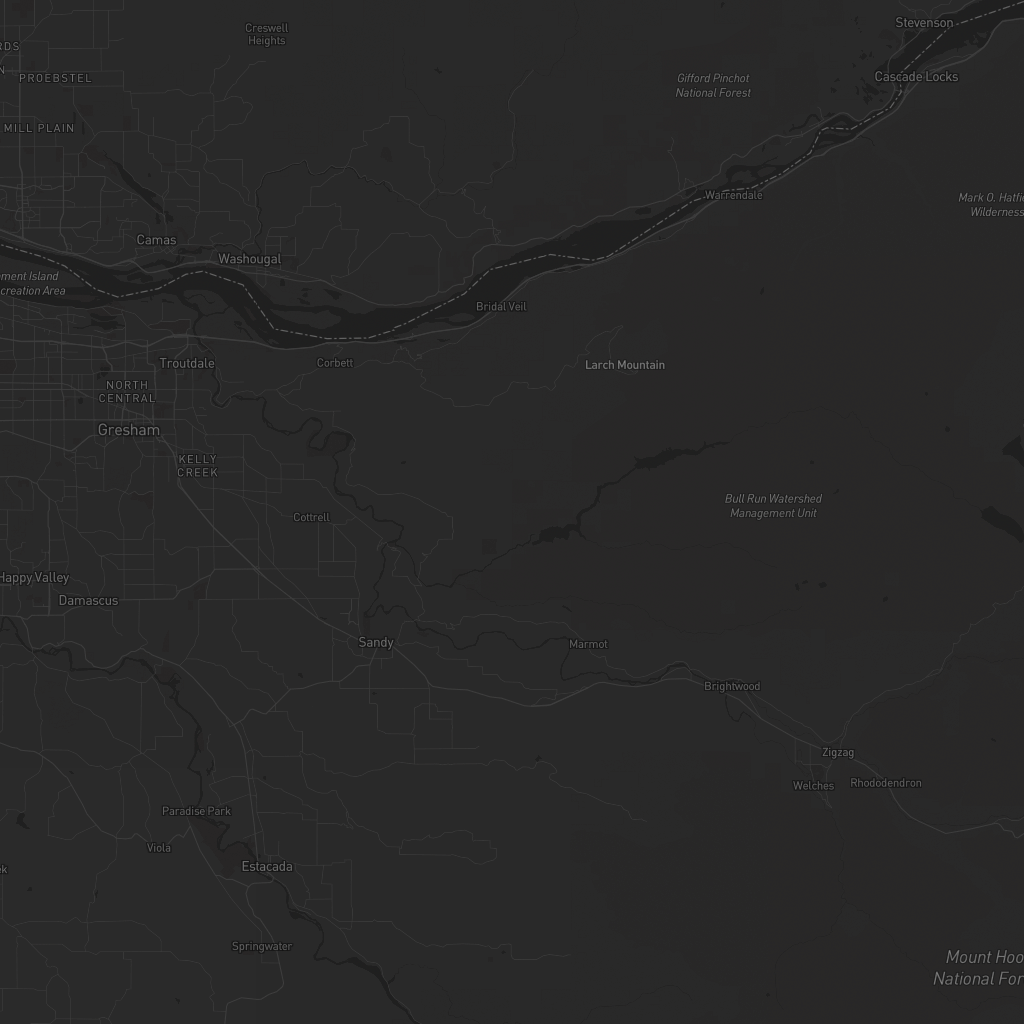 Stevenson
Creswell
Heights
RDS
N
PROEBSTEL
Gifford Pinchot
National Forest
Cascade Locks
MILL PLAIN
Warrendale
Mark O. Hatfie
Wilderness
Camas
Washougal
ment Island
creation Area
Bridal Veil
Troutdale
Corbett
Larch Mountain
NORTH
CENTRAL
Gresham
KELLY
CREEK
Bull Run Watershed
Management Unit
Cottrell
Happy Valley
Damascus
Sandy
Marmot
Brightwood
Zigzag
Welches
Rhododendron
Paradise Park
Viola
Estacada
ek
Springwater
Mount Hoo
National For